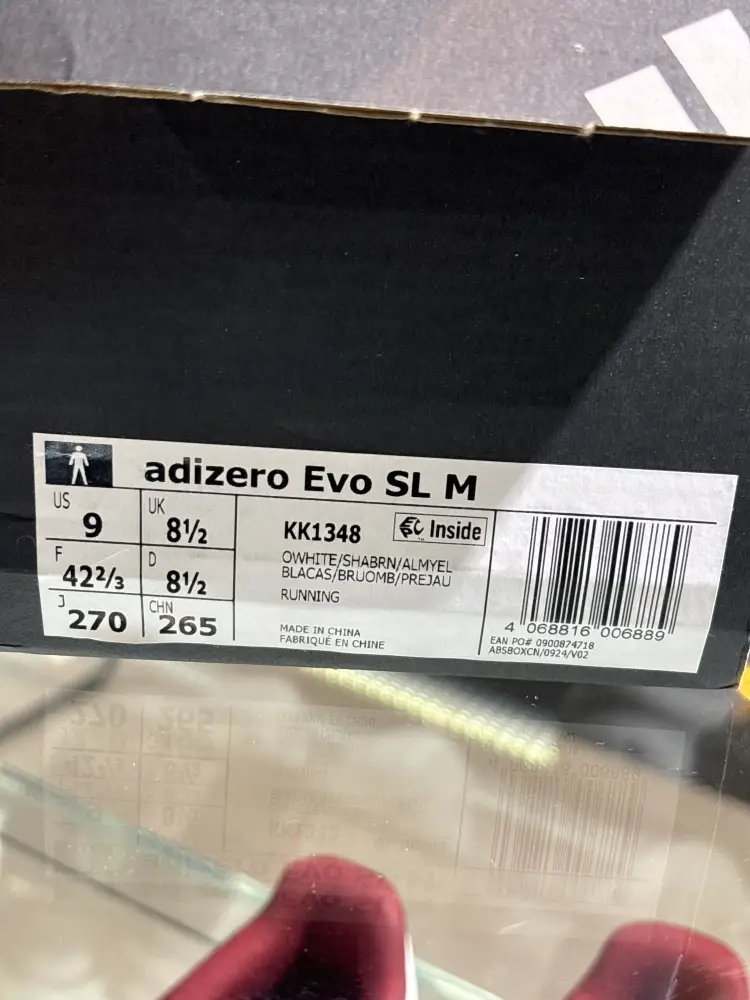 adizero Evo SL M
US 9
UK 8½
F 42⅔
D 8½
J 270
CHN 265
KK1348
€C Inside
OWHITE/SHABRN/ALMYEL
BLACAS/BRUOMB/PREJAU
RUNNING
MADE IN CHINA
FABRIQUÉ EN CHINE
4 068816 006889
EAN PO# 0900874718
ABSBOXCN/0924/V02